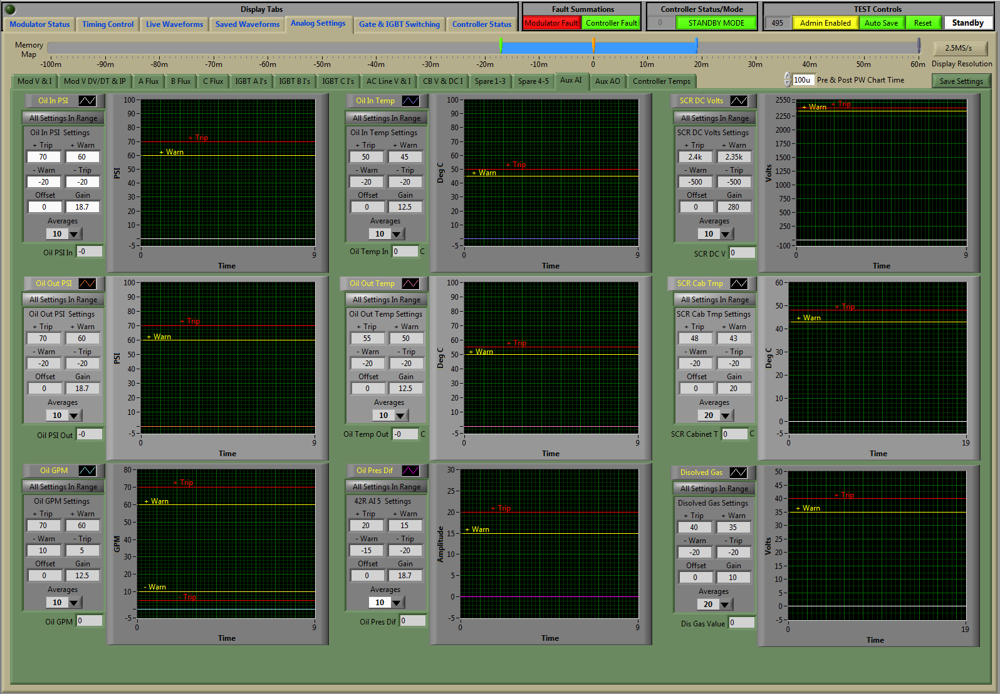 Display Tabs
Modulator Status Timing Control Live Waveforms Saved Waveforms Analog Settings Gate & IGBT Switching Controller Status
Fault Summations
Modulator Fault Controller Fault
Controller Status/Mode
0 STANDBY MODE
TEST Controls
495 Admin Enabled Auto Save Reset Standby
Memory Map
-100m -90m -80m -70m -60m -50m -40m -30m -20m -10m 0 10m 20m 30m 40m 50m 60m
2.5MS/s
Display Resolution
Mod V & I Mod V DV/DT & IP A Flux B Flux C Flux IGBT A I's IGBT B I's IGBT C I's AC Line V & I CB V & DC I Spare 1-3 Spare 4-5 Aux AI Aux AO Controller Temps
100u Pre & Post PW Chart Time
Save Settings
Oil In PSI
All Settings In Range
Oil In PSI Settings
+ Trip + Warn
70 60
- Warn - Trip
-20 -20
Offset Gain
0 18.7
Averages
10
Oil PSI In -0
100
90
80
70
60
50
40
30
20
10
-5
PSI
+ Trip
+ Warn
0 9
Time
Oil In Temp
All Settings In Range
Oil In Temp Settings
+ Trip + Warn
50 45
- Warn - Trip
-20 -20
Offset Gain
0 12.5
Averages
10
Oil Temp In 0 C
100
90
80
70
60
50
40
30
20
10
-5
Deg C
+ Trip
+ Warn
0 9
Time
SCR DC Volts
All Settings In Range
SCR DC Volts Settings
+ Trip + Warn
2.4k 2.35k
- Warn - Trip
-500 -500
Offset Gain
0 280
Averages
10
SCR DC V 0
2550
2250
2000
1750
1500
1250
1000
750
500
250
-100
Volts
+ Trip
+ Warn
0 9
Time
Oil Out PSI
All Settings In Range
Oil Out PSI Settings
+ Trip + Warn
70 60
- Warn - Trip
-20 -20
Offset Gain
0 18.7
Averages
10
Oil PSI Out -0
100
90
80
70
60
50
40
30
20
10
-5
PSI
+ Trip
+ Warn
0 9
Time
Oil Out Temp
All Settings In Range
Oil Out Temp Settings
+ Trip + Warn
55 50
- Warn - Trip
-20 -20
Offset Gain
0 12.5
Averages
10
Oil Temp Out -0 C
100
90
80
70
60
50
40
30
20
10
-5
Deg C
+ Trip
+ Warn
0 9
Time
SCR Cab Tmp
All Settings In Range
SCR Cab Tmp Settings
+ Trip + Warn
48 43
- Warn - Trip
-20 -20
Offset Gain
0 20
Averages
20
SCR Cabinet T 0 C
60
50
40
30
20
10
0
-5
Deg C
+ Trip
+ Warn
0 19
Time
Oil GPM
All Settings In Range
Oil GPM Settings
+ Trip + Warn
70 60
- Warn - Trip
10 5
Offset Gain
0 12.5
Averages
10
Oil GPM 0
80
70
60
50
40
30
20
10
-5
GPM
+ Trip
+ Warn
- Warn
- Trip
0 9
Time
Oil Pres Dif
All Settings In Range
42R AI 5 Settings
+ Trip + Warn
20 15
- Warn - Trip
-15 -20
Offset Gain
0 18.7
Averages
10
Oil Pres Dif 0
30
25
20
15
10
5
0
-5
Amplitude
+ Trip
+ Warn
0 9
Time
Disolved Gas
All Settings In Range
Disolved Gas Settings
+ Trip + Warn
40 35
- Warn - Trip
-20 -20
Offset Gain
0 10
Averages
20
Dis Gas Value 0
50
45
40
35
30
25
20
15
10
5
0
-5
Volts
+ Trip
+ Warn
0 19
Time